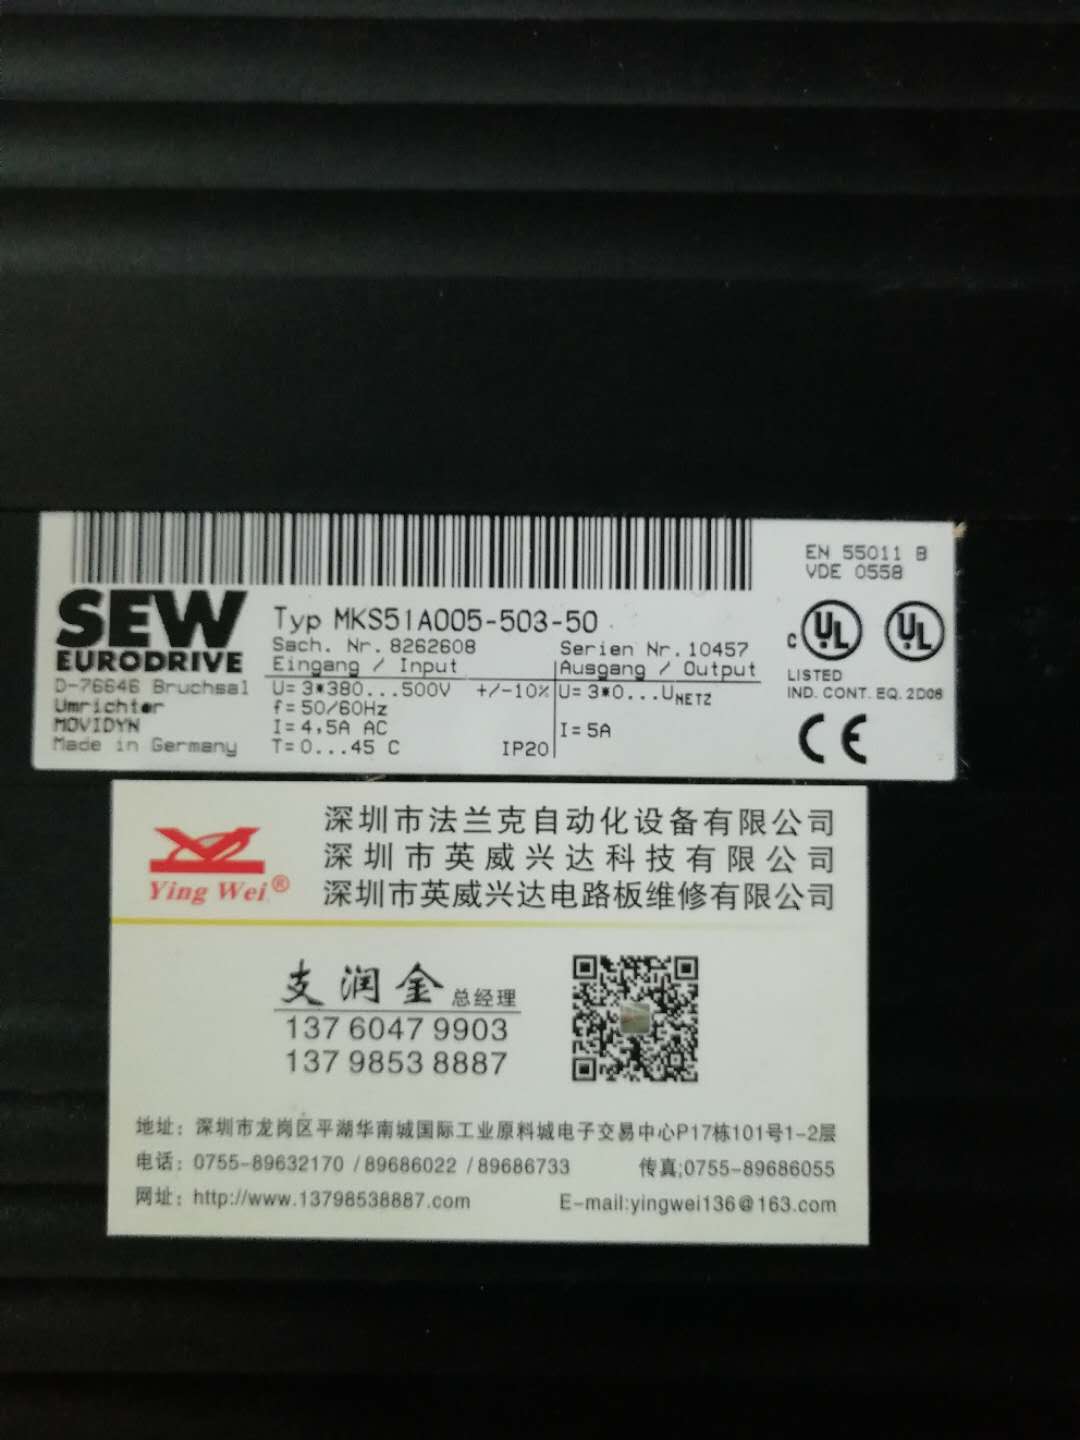 EN 55011 B
VDE 0558
SEW
EURODRIVE
D-76646 Bruchsal
Umrichter
MOVIDYN
Made in Germany
Typ MKS51A005-503-50
Sach. Nr. 8262608
Serien Nr. 10457
Eingang / Input
Ausgang / Output
U= 3*380...500V +/-10%
U= 3*0...UNETZ
f= 50/60Hz
I= 4,5A AC
I= 5A
T= 0...45 C
IP20
C UL
UL
LISTED
IND. CONT. EQ. 2D06
CE
Ying Wei®
深圳市法兰克自动化设备有限公司
深圳市英威兴达科技有限公司
深圳市英威兴达电路板维修有限公司
支润金 总经理
137 6047 9903
137 9853 8887
地址：深圳市龙岗区平湖华南城国际工业原料城电子交易中心P17栋101号1-2层
电话：0755-89632170 / 89686022 / 89686733 传真;0755-89686055
网址：http://www.13798538887.com E-mail:yingwei136@163.com